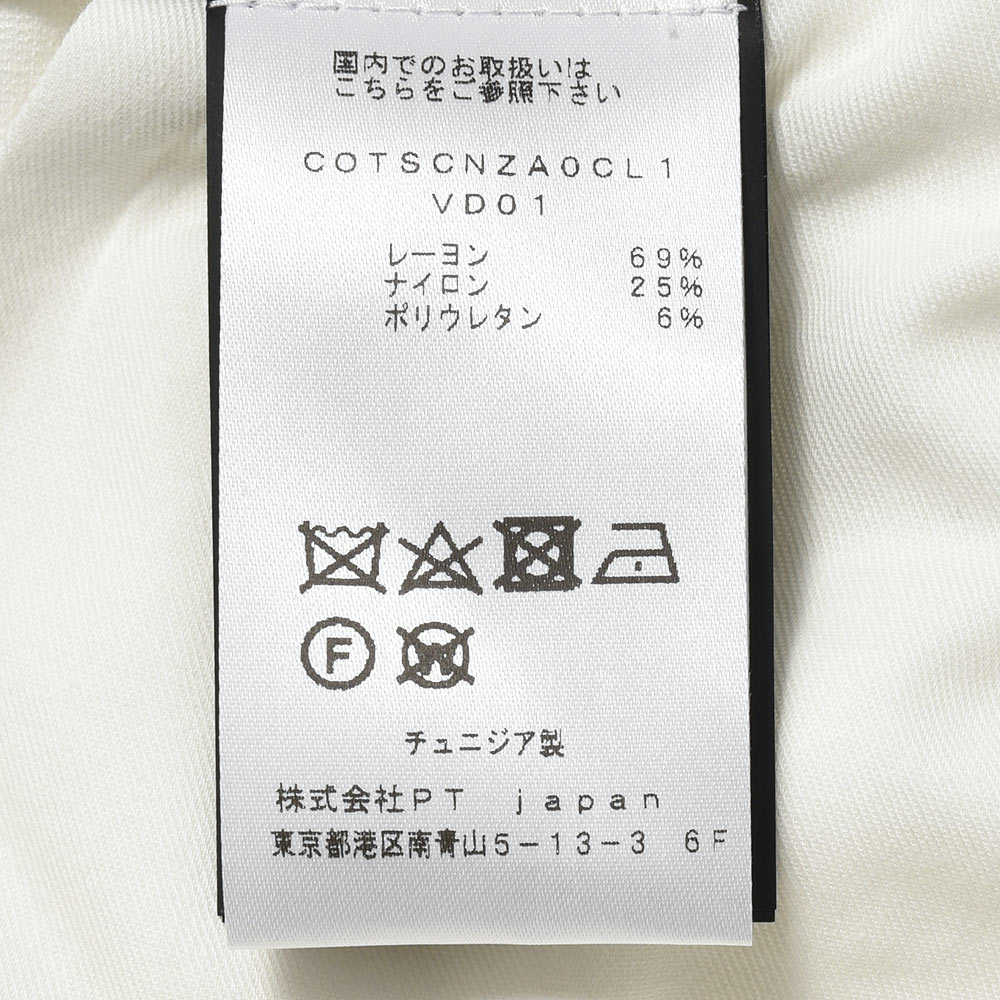 国内でのお取扱いは
こちらをご参照下さい
COTSCNZA0CL1
VD01
レーヨン 69%
ナイロン 25%
ポリウレタン 6%
F W
チュニジア製
株式会社PT japan
東京都港区南青山5-13-3 6F